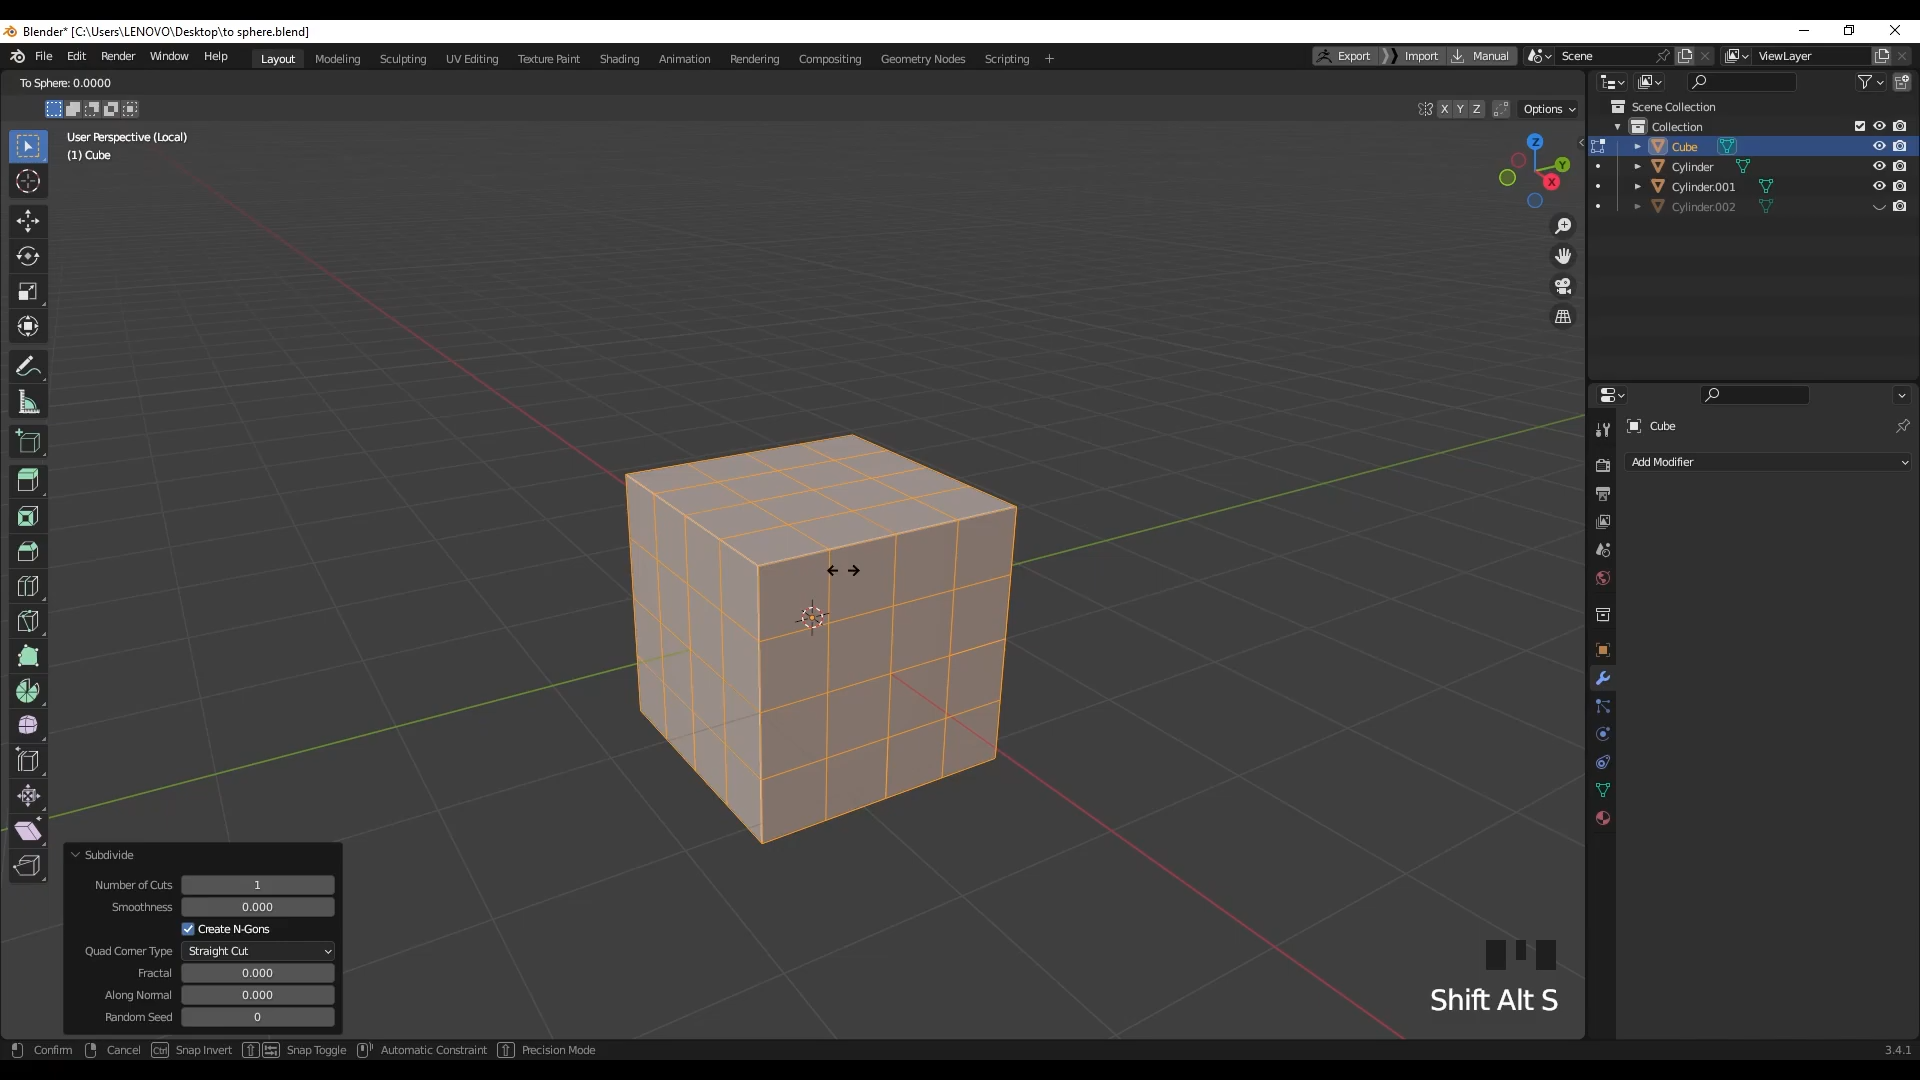 Blender* [C:\Users\LENOVO\Desktop\to sphere.blend]
File Edit Render Window Help Layout Modeling Sculpting UV Editing Texture Paint Shading Animation Rendering Compositing Geometry Nodes Scripting + Export Import Manual Scene ViewLayer
To Sphere: 0.0000
X Y Z Options
User Perspective (Local)
(1) Cube
Z
Y
X
Scene Collection
Collection
Cube
Cylinder
Cylinder.001
Cylinder.002
Cube
Add Modifier
Subdivide
Number of Cuts 1
Smoothness 0.000
Create N-Gons
Quad Corner Type Straight Cut
Fractal 0.000
Along Normal 0.000
Random Seed 0
Shift Alt S
Confirm Cancel Ctrl Snap Invert Snap Toggle Automatic Constraint Precision Mode 3.4.1